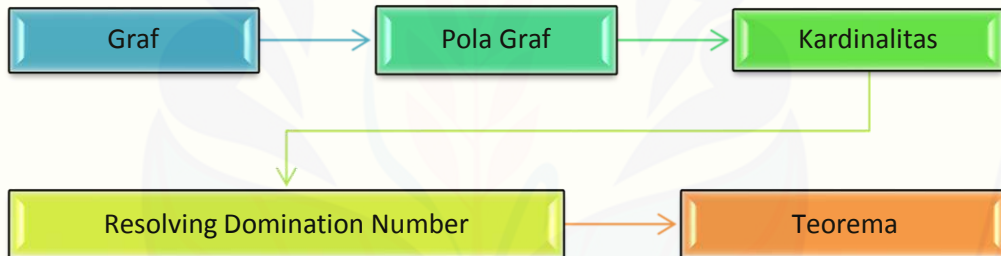 Graf
Pola Graf
Kardinalitas
Resolving Domination Number
Teorema